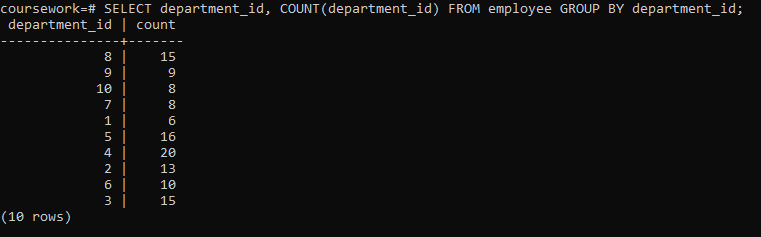 coursework=# SELECT department_id, COUNT(department_id) FROM employee GROUP BY department_id;
 department_id | count
---------------+-------
             8 |    15
             9 |     9
            10 |     8
             7 |     8
             1 |     6
             5 |    16
             4 |    20
             2 |    13
             6 |    10
             3 |    15
(10 rows)